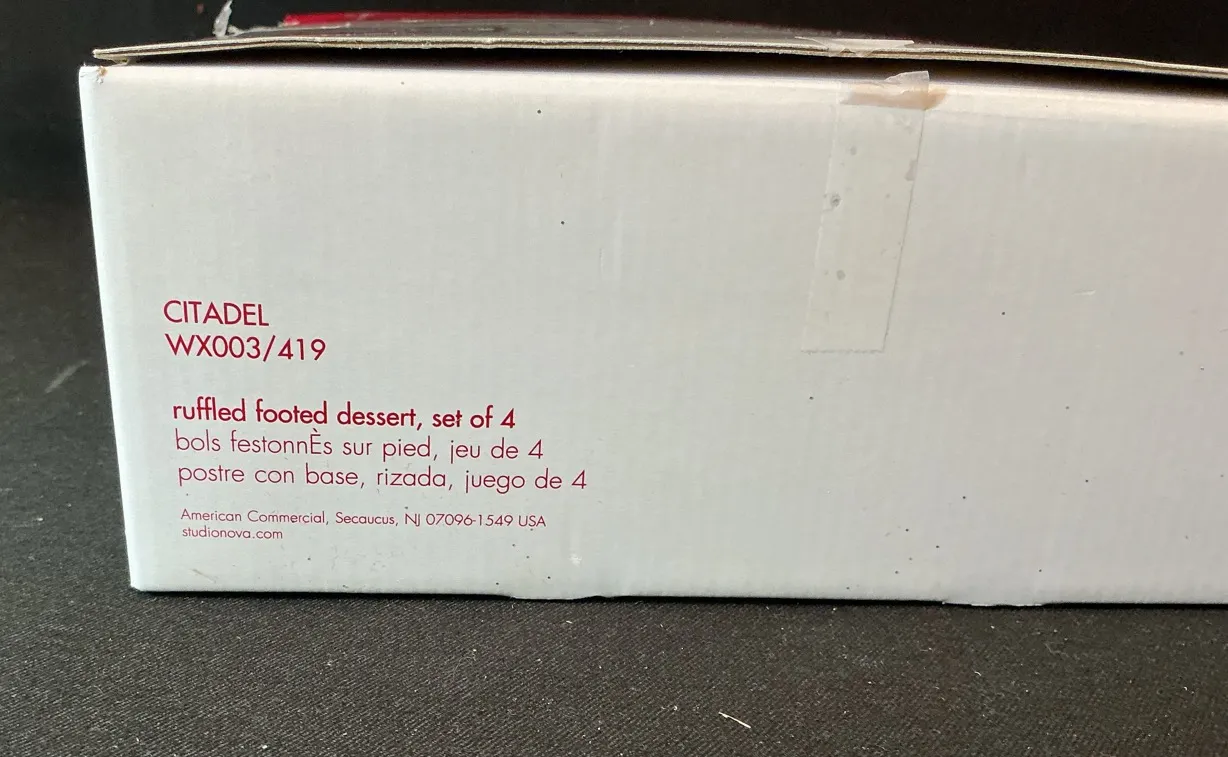 CITADEL
WX003/419
ruffled footed dessert, set of 4
bols festonnÈs sur pied, jeu de 4
postre con base, rizada, juego de 4
American Commercial, Secaucus, NJ 07096-1549 USA
studionova.com